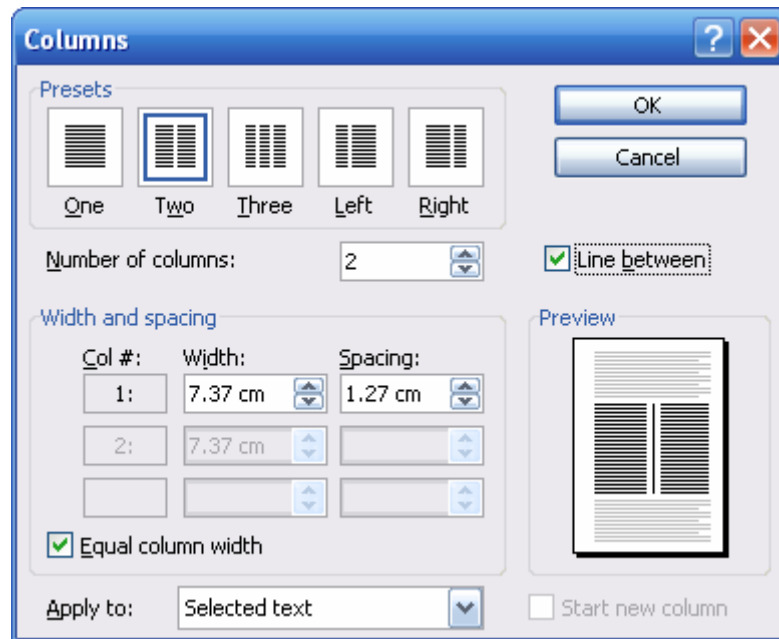 Columns
Presets
One Two Three Left Right
OK
Cancel
Number of columns: 2
Line between
Width and spacing
Col #: Width: Spacing:
1: 7.37 cm 1.27 cm
2: 7.37 cm
Equal column width
Preview
Apply to: Selected text
Start new column